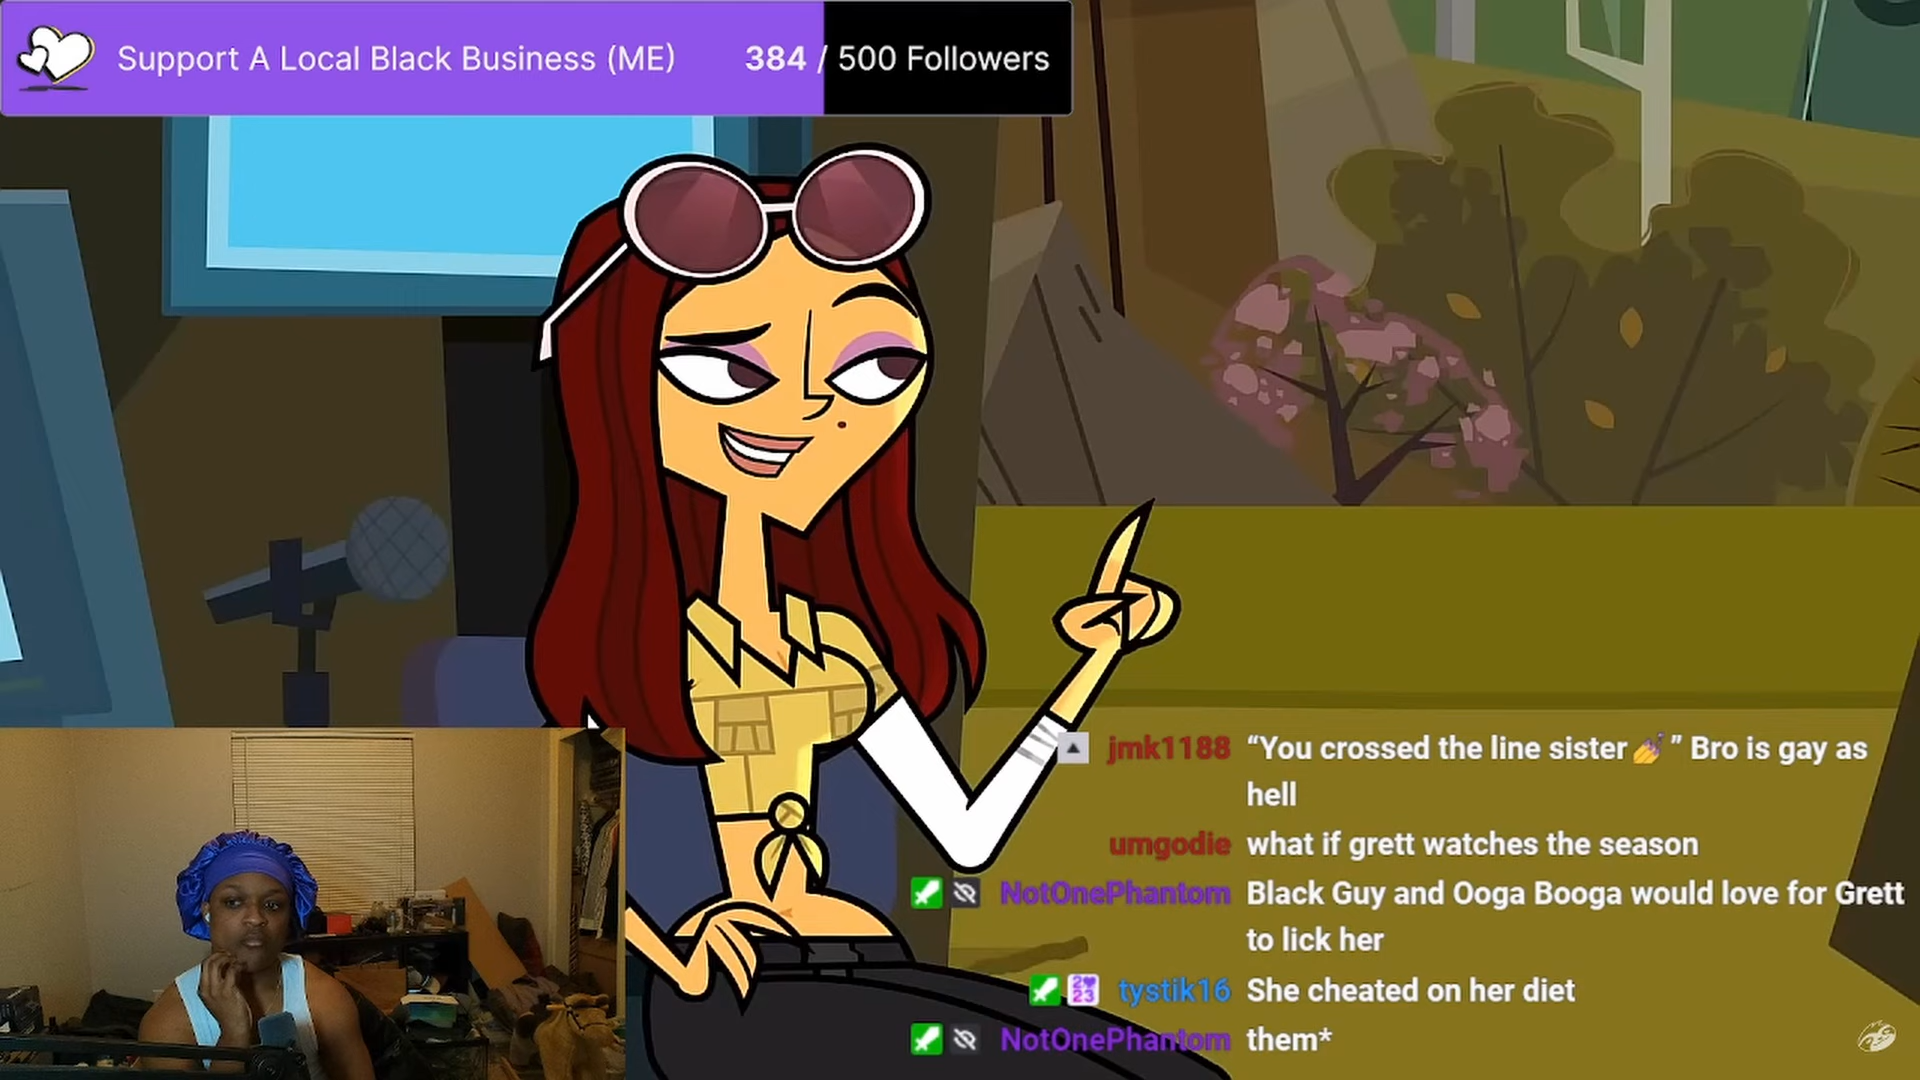 Support A Local Black Business (ME) 384 / 500 Followers
jmk1188 “You crossed the line sister💅” Bro is gay as
hell
umgodie what if grett watches the season
NotOnePhantom Black Guy and Ooga Booga would love for Grett
to lick her
2 23 tystik16 She cheated on her diet
NotOnePhantom them*